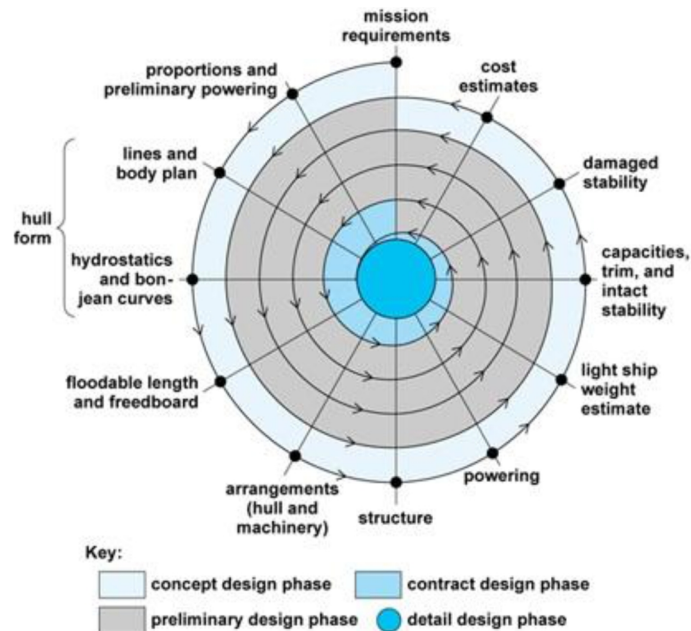 mission
requirements
cost
estimates
damaged
stability
capacities,
trim, and
intact
stability
light ship
weight
estimate
powering
structure
arrangements
(hull and
machinery)
floodable length
and freedboard
hydrostatics
and bon-
jean curves
lines and
body plan
hull
form
proportions and
preliminary powering
Key:
concept design phase
contract design phase
preliminary design phase
detail design phase